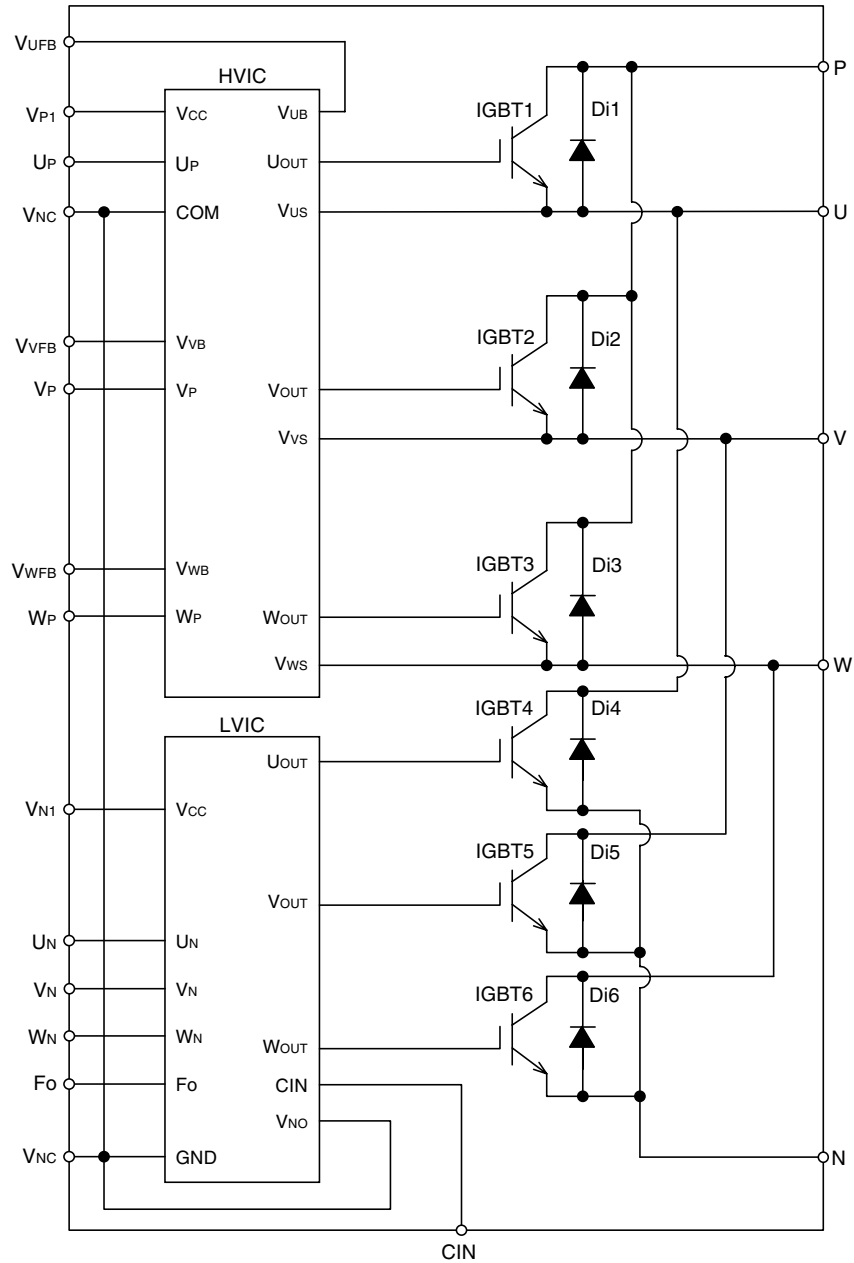 VUFB
HVIC
P
VP1
VCC
VUB
IGBT1
Di1
UP
UP
UOUT
VNC
COM
VUS
U
VVFB
VVB
IGBT2
Di2
VP
VP
VOUT
VVS
V
VWFB
VWB
IGBT3
Di3
WP
WP
WOUT
VWS
W
LVIC
IGBT4
Di4
UOUT
VN1
VCC
IGBT5
Di5
VOUT
UN
UN
VN
VN
IGBT6
Di6
WN
WN
WOUT
Fo
Fo
CIN
VNO
VNC
GND
N
CIN